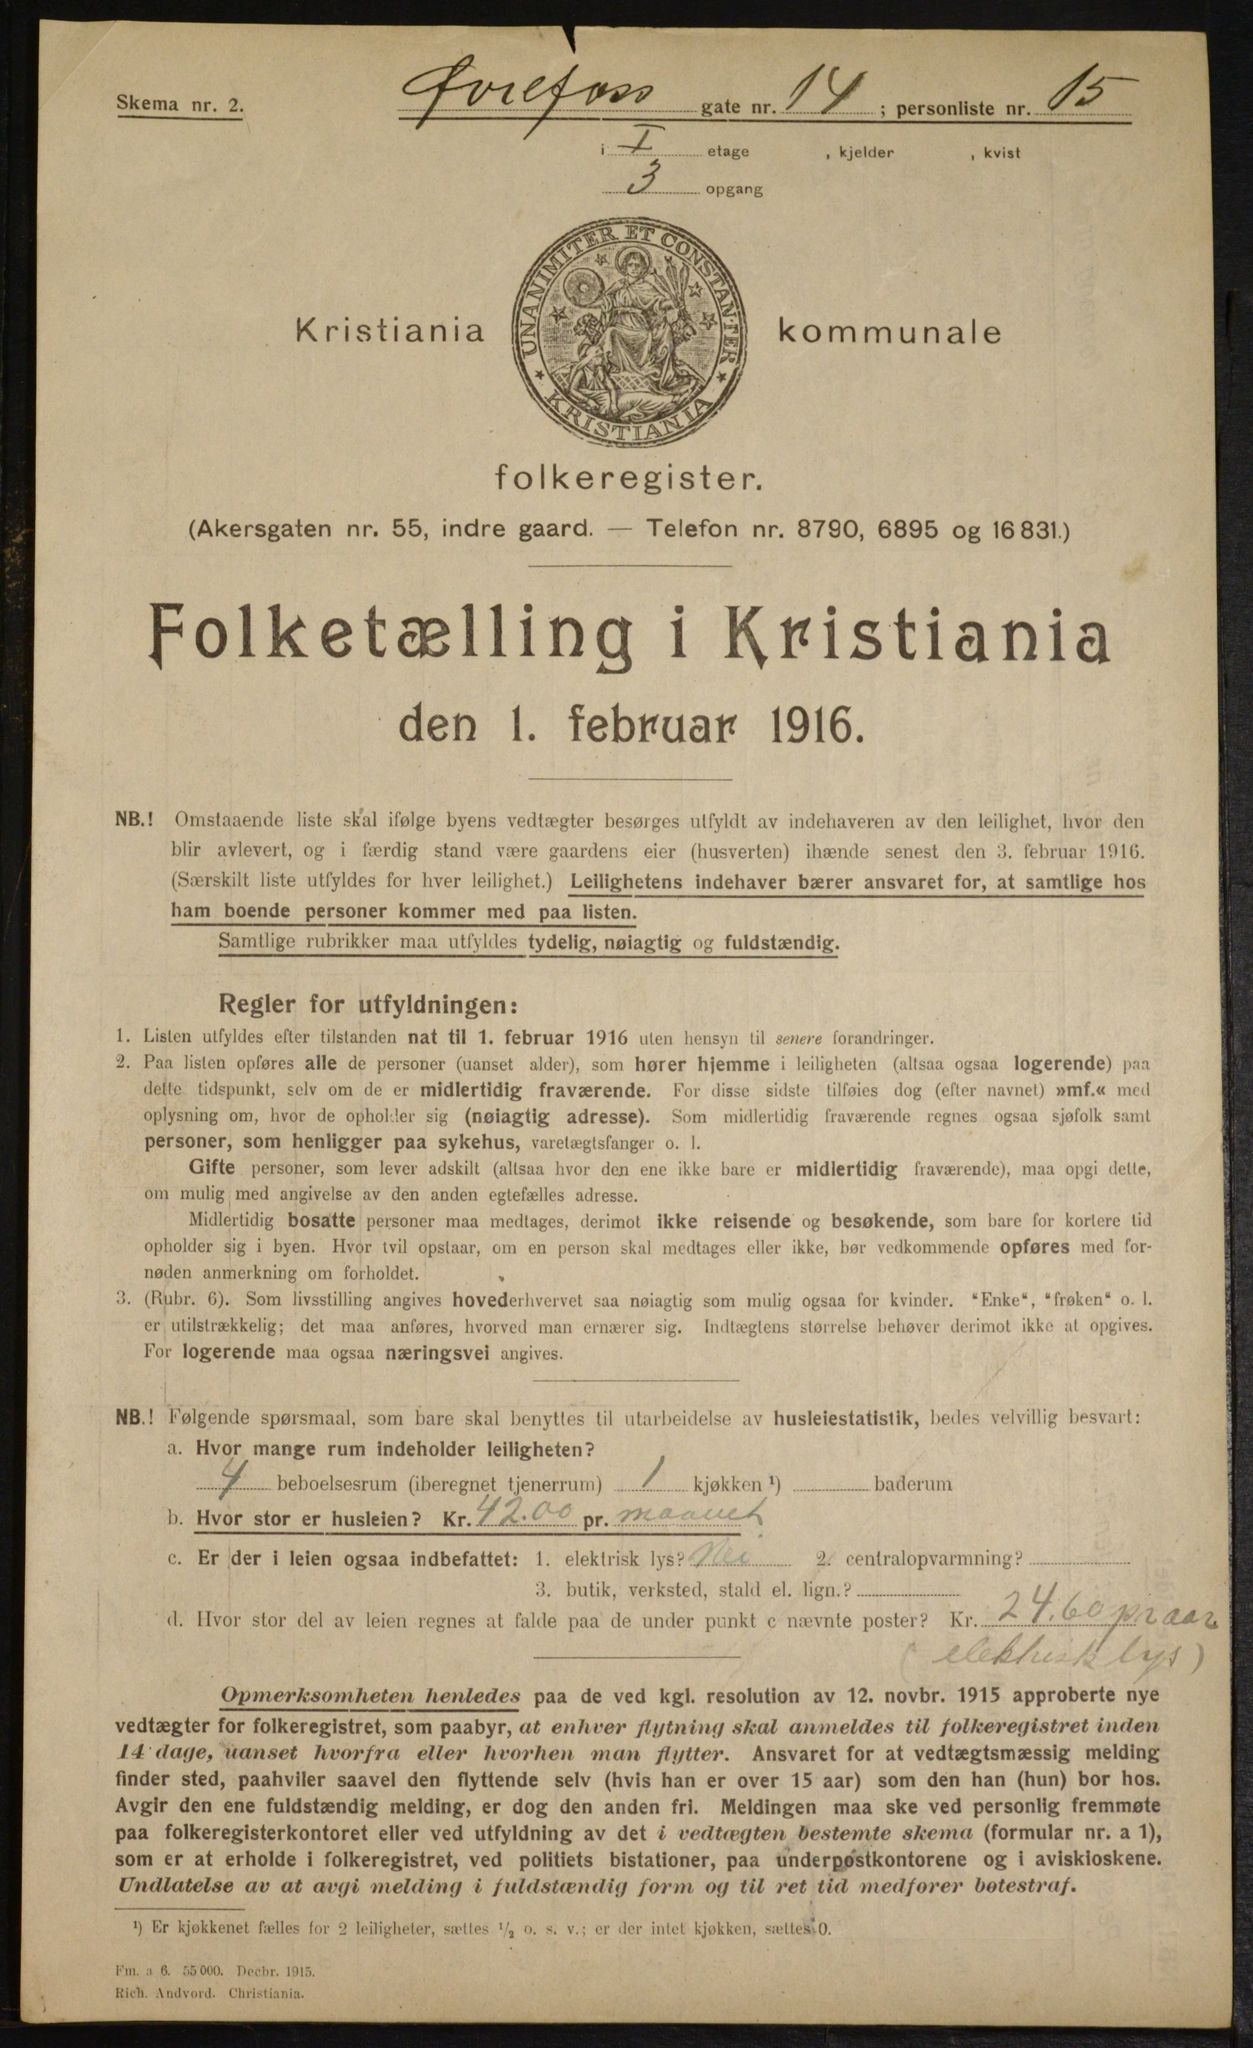 Skema nr. 2.
Øvrefoss gate nr. 14 ; personliste nr. 15
i I etage , kjelder , kvist
3 opgang
UNANIMITER ET CONSTANTER
KRISTIANIA
Kristiania kommunale
folkeregister.
(Akersgaten nr. 55, indre gaard. — Telefon nr. 8790, 6895 og 16 831.)
Folketælling i Kristiania
den 1. februar 1916.
NB.! Omstaaende liste skal ifølge byens vedtægter besørges utfyldt av indehaveren av den leilighet, hvor den
blir avlevert, og i færdig stand være gaardens eier (husverten) ihænde senest den 3. februar 1916.
(Særskilt liste utfyldes for hver leilighet.) Leilighetens indehaver bærer ansvaret for, at samtlige hos
ham boende personer kommer med paa listen.
Samtlige rubrikker maa utfyldes tydelig, nøiagtig og fuldstændig.
Regler for utfyldningen:
1. Listen utfyldes efter tilstanden nat til 1. februar 1916 uten hensyn til senere forandringer.
2. Paa listen opføres alle de personer (uanset alder), som hører hjemme i leiligheten (altsaa ogsaa logerende) paa
dette tidspunkt, selv om de er midlertidig fraværende. For disse sidste tilføies dog (efter navnet) »mf.« med
oplysning om, hvor de opholder sig (nøiagtig adresse). Som midlertidig fraværende regnes ogsaa sjøfolk samt
personer, som henligger paa sykehus, varetægtsfanger o. l.
Gifte personer, som lever adskilt (altsaa hvor den ene ikke bare er midlertidig fraværende), maa opgi dette,
om mulig med angivelse av den anden egtefælles adresse.
Midlertidig bosatte personer maa medtages, derimot ikke reisende og besøkende, som bare for kortere tid
opholder sig i byen. Hvor tvil opstaar, om en person skal medtages eller ikke, bør vedkommende opføres med for-
nøden anmerkning om forholdet.
3. (Rubr. 6). Som livsstilling angives hovederhvervet saa nøiagtig som mulig ogsaa for kvinder. "Enke", "frøken" o. l.
er utilstrækkelig; det maa anføres, hvorved man ernærer sig. Indtægtens størrelse behøver derimot ikke at opgives.
For logerende maa ogsaa næringsvei angives.
NB.! Følgende spørsmaal, som bare skal benyttes til utarbeidelse av husleiestatistik, bedes velvillig besvart:
a. Hvor mange rum indeholder leiligheten?
4 beboelsesrum (iberegnet tjenerrum) 1 kjøkken ¹) baderum
b. Hvor stor er husleien? Kr. 42.00 pr. maaned
c. Er der i leien ogsaa indbefattet: 1. elektrisk lys? Nei 2. centralopvarmning?
3. butik, verksted, stald el. lign.?
d. Hvor stor del av leien regnes at falde paa de under punkt c nævnte poster? Kr. 24.60 pr aar
(elektrisk lys)
Opmerksomheten henledes paa de ved kgl. resolution av 12. novbr. 1915 approberte nye
vedtægter for folkeregistret, som paabyr, at enhver flytning skal anmeldes til folkeregistret inden
14 dage, uanset hvorfra eller hvorhen man flytter. Ansvaret for at vedtægtsmæssig melding
finder sted, paahviler saavel den flyttende selv (hvis han er over 15 aar) som den han (hun) bor hos.
Avgir den ene fuldstændig melding, er dog den anden fri. Meldingen maa ske ved personlig fremmøte
paa folkeregisterkontoret eller ved utfyldning av det i vedtægten bestemte skema (formular nr. a 1),
som er at erholde i folkeregistret, ved politiets bistationer, paa underpostkontorene og i aviskioskene.
Undlatelse av at avgi melding i fuldstændig form og til ret tid medfører bøtestraf.
¹) Er kjøkkenet fælles for 2 leiligheter, sættes ½ o. s. v.; er der intet kjøkken, sættes 0.
Fm. a 6. 55 000. Decbr. 1915.
Rich. Andvord. Christiania.